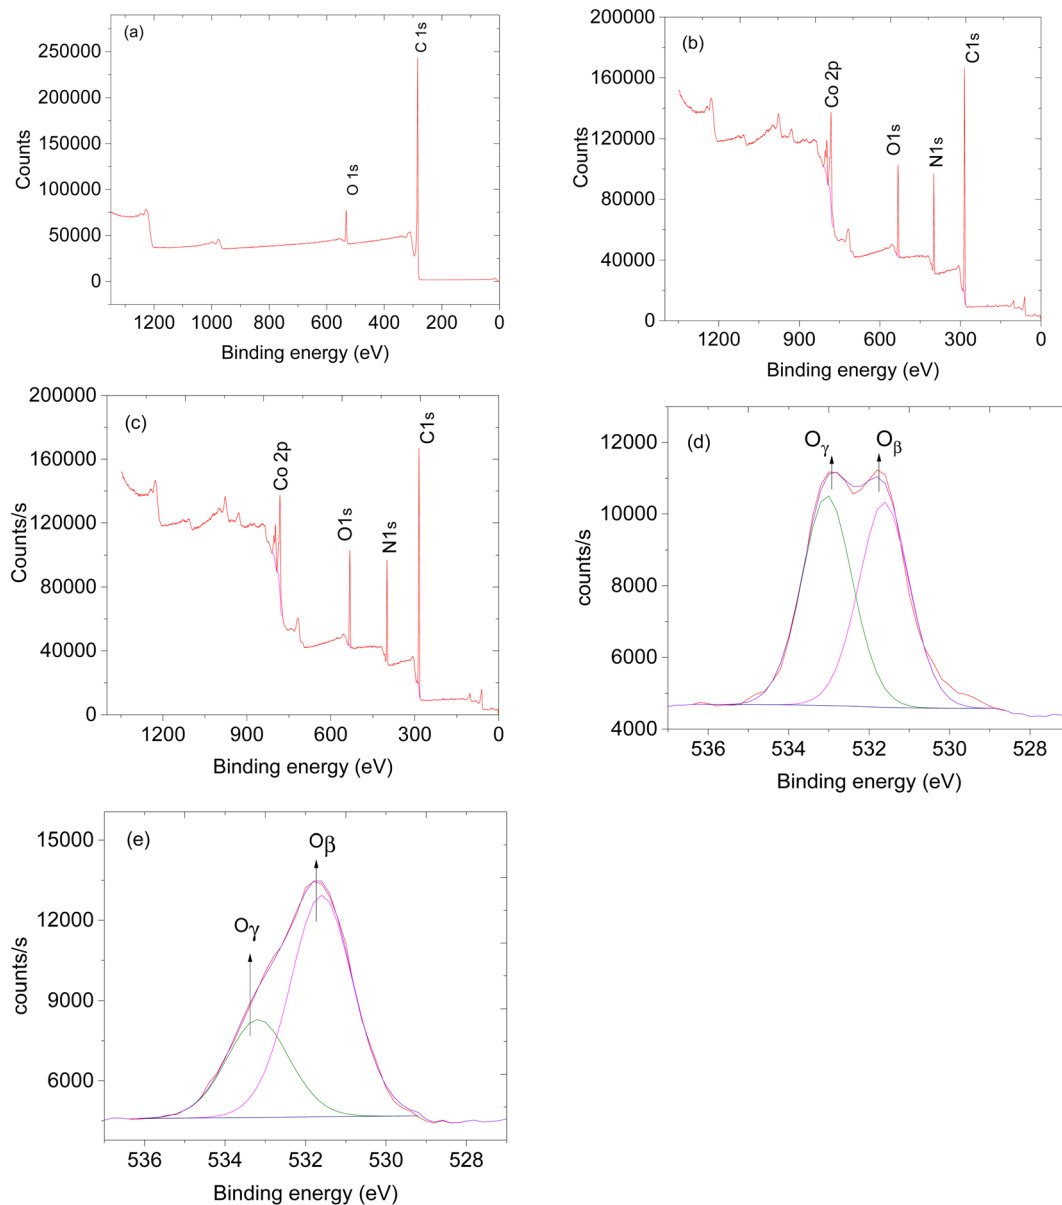 (a)
C 1s
O 1s
250000
200000
150000
100000
50000
0
Counts
1200 1000 800 600 400 200 0
Binding energy (eV)
(b)
Co 2p
O1s
N1s
C1s
200000
160000
120000
80000
40000
0
Counts
1200 900 600 300 0
Binding energy (eV)
(c)
Co 2p
O1s
N1s
C1s
200000
160000
120000
80000
40000
0
Counts/s
1200 900 600 300 0
Binding energy (eV)
(d)
Oγ Oβ
12000
10000
8000
6000
4000
counts/s
536 534 532 530 528
Binding energy (eV)
(e)
Oβ
Oγ
15000
12000
9000
6000
counts/s
536 534 532 530 528
Binding energy (eV)